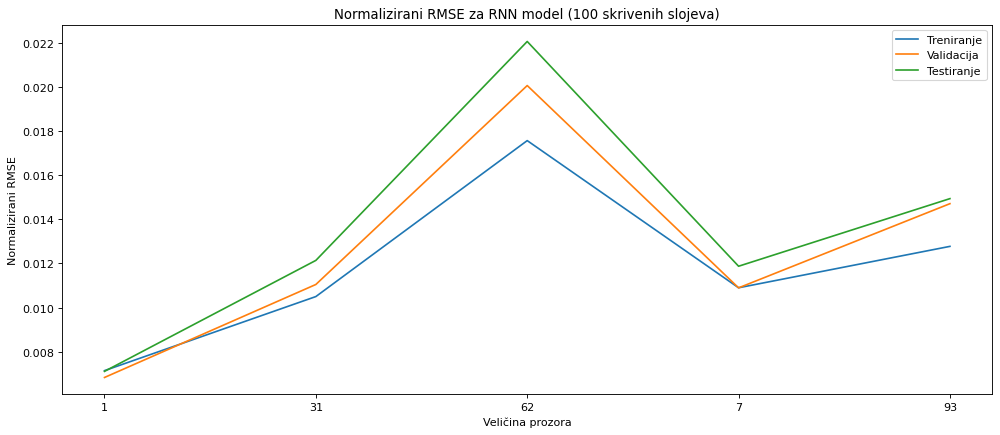 Normalizirani RMSE za RNN model (100 skrivenih slojeva)
Treniranje
Validacija
Testiranje
Normalizirani RMSE
0.022
0.020
0.018
0.016
0.014
0.012
0.010
0.008
1
31
62
7
93
Veličina prozora